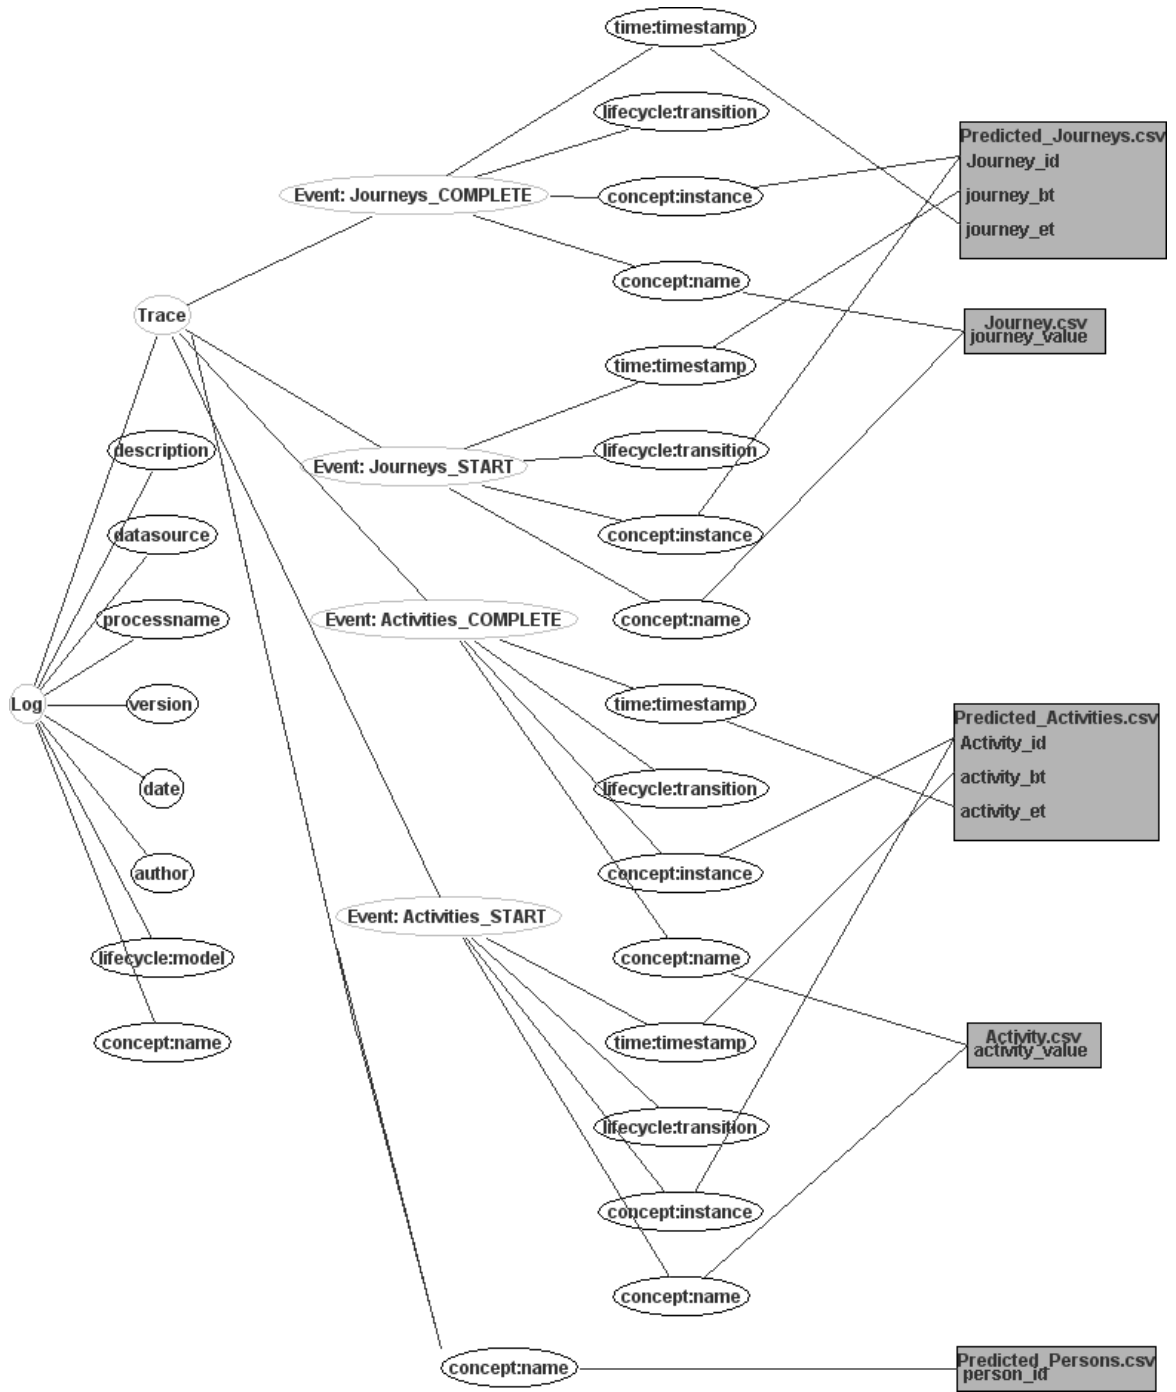 time:timestamp
lifecycle:transition
Predicted_Journeys.csv
Journey_id
Event: Journeys_COMPLETE
concept:instance
journey_bt
journey_et
concept:name
Trace
Journey.csv
journey_value
time:timestamp
description
lifecycle:transition
Event: Journeys_START
datasource
concept:instance
processname
Event: Activities_COMPLETE
concept:name
Log
version
time:timestamp
Predicted_Activities.csv
Activity_id
activity_bt
date
lifecycle:transition
activity_et
author
concept:instance
Event: Activities_START
lifecycle:model
concept:name
concept:name
time:timestamp
Activity.csv
activity_value
lifecycle:transition
concept:instance
concept:name
concept:name
Predicted_Persons.csv
person_id